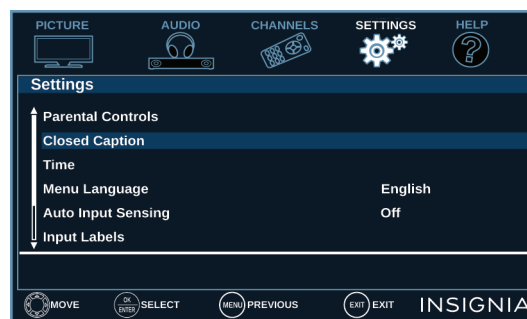 PICTURE AUDIO CHANNELS SETTINGS HELP
Settings
Parental Controls
Closed Caption
Time
Menu Language English
Auto Input Sensing Off
Input Labels
MOVE OK ENTER SELECT MENU PREVIOUS EXIT EXIT INSIGNIA